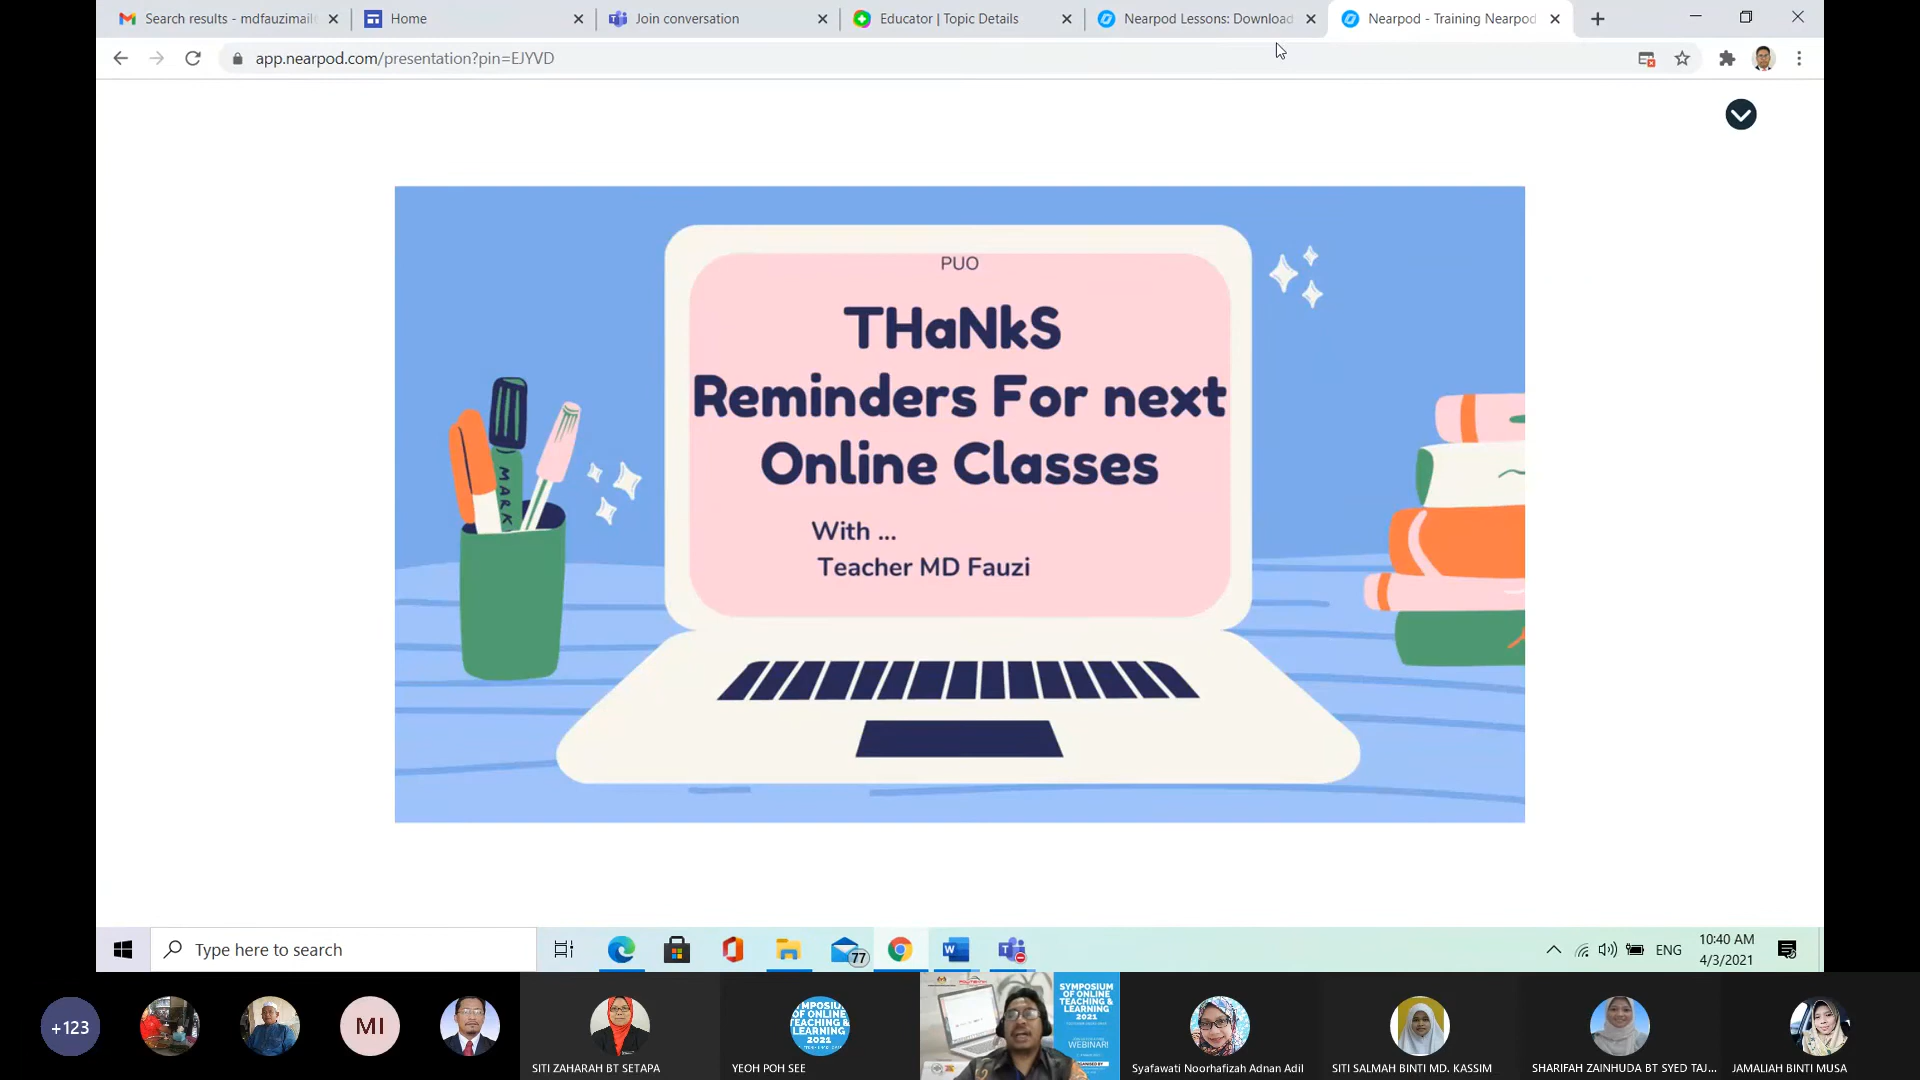 Search results - mdfauzimail
Home
Join conversation
Educator | Topic Details
Nearpod Lessons: Download
Nearpod - Training Nearpod
app.nearpod.com/presentation?pin=EJYVD
PUO
THaNkS
Reminders For next
Online Classes
With ...
Teacher MD Fauzi
MARK
Type here to search
77
ENG
10:40 AM
4/3/2021
+123
MI
SITI ZAHARAH BT SETAPA
YEOH POH SEE
SYMPOSIUM
OF ONLINE
TEACHING &
LEARNING
2021
WEBINAR!
Syafawati Noorhafizah Adnan Adil
SITI SALMAH BINTI MD. KASSIM
SHARIFAH ZAINHUDA BT SYED TAJ...
JAMALIAH BINTI MUSA